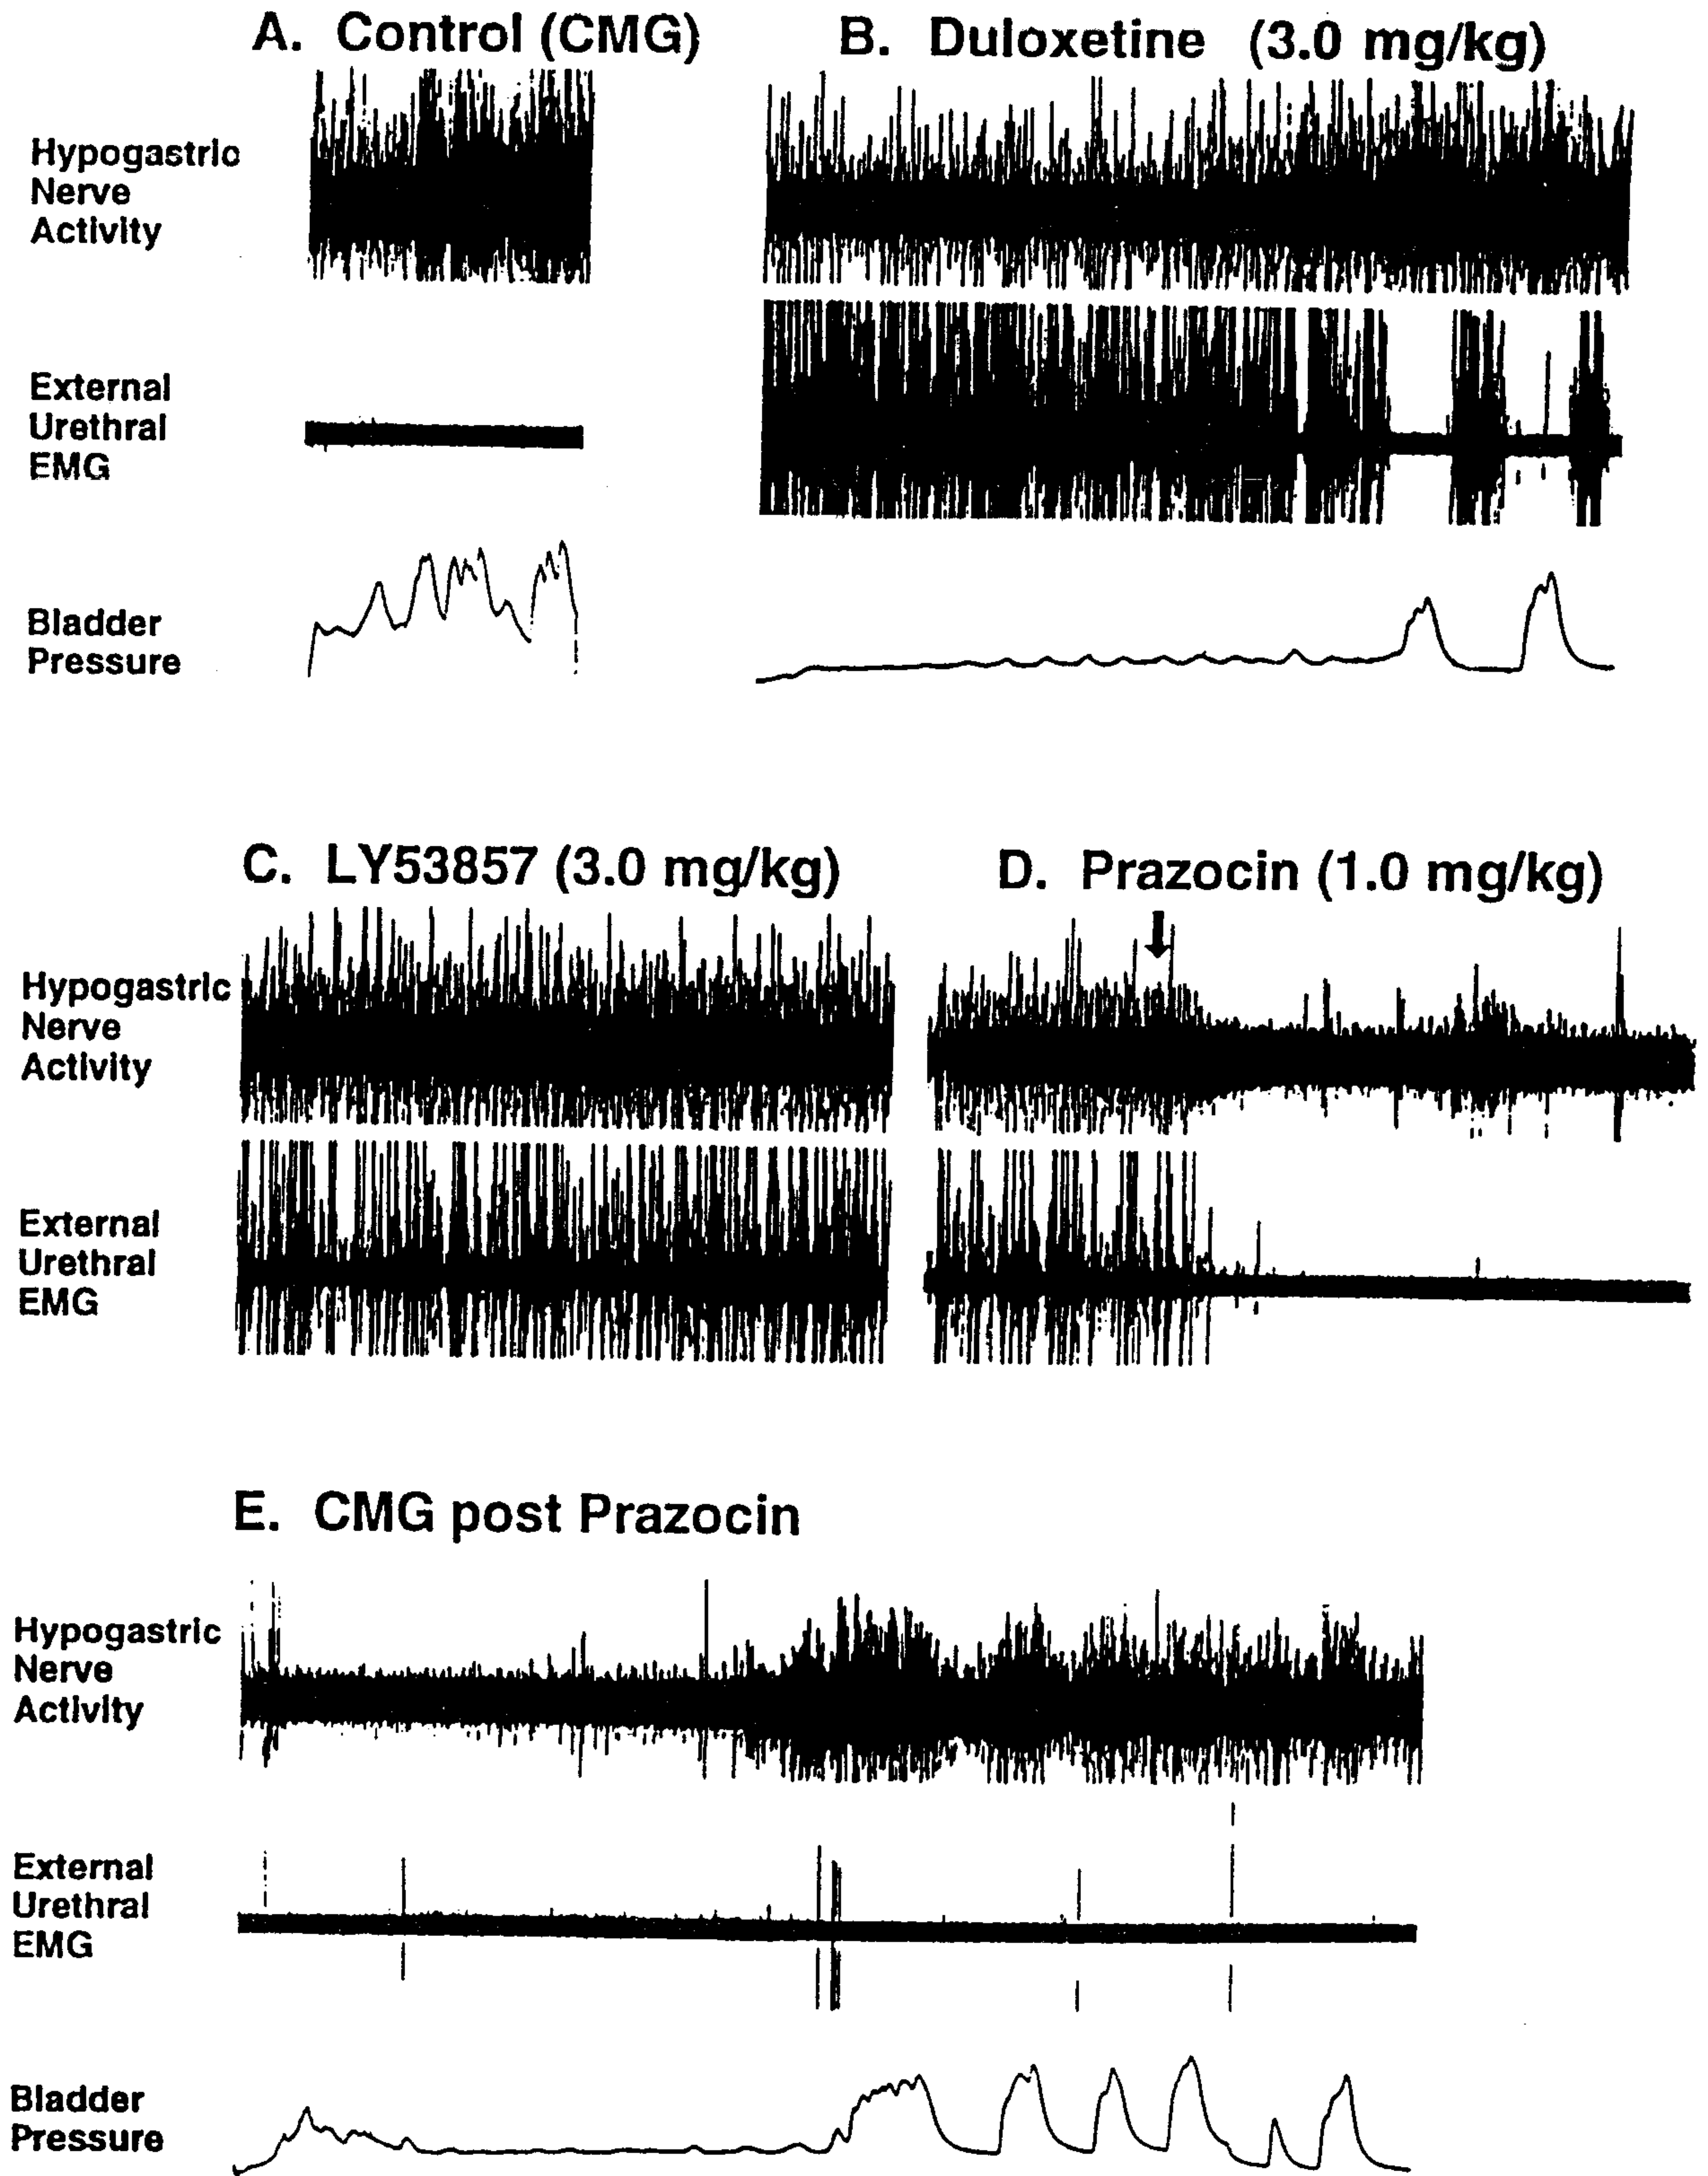 A. Control (CMG)
B. Duloxetine (3.0 mg/kg)
Hypogastric
Nerve
Activity
External
Urethral
EMG
Bladder
Pressure
C. LY53857 (3.0 mg/kg)
D. Prazocin (1.0 mg/kg)
Hypogastric
Nerve
Activity
External
Urethral
EMG
E. CMG post Prazocin
Hypogastric
Nerve
Activity
External
Urethral
EMG
Bladder
Pressure